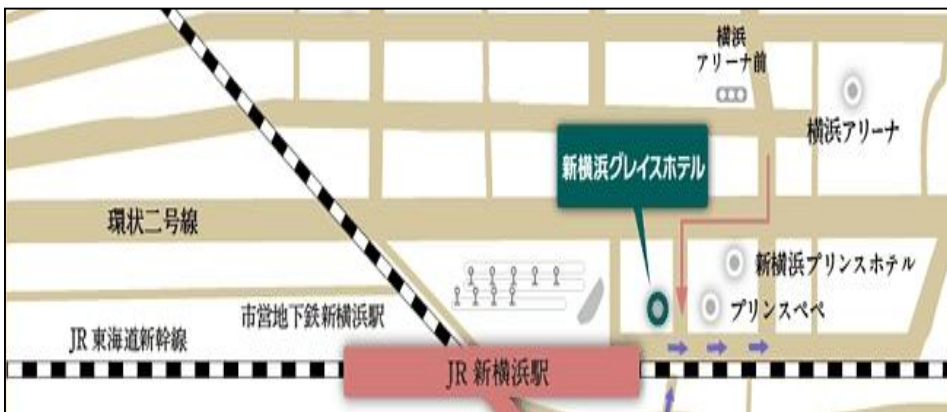 横浜
アリーナ前
横浜アリーナ
新横浜グレイスホテル
環状二号線
新横浜プリンスホテル
プリンスペペ
市営地下鉄新横浜駅
JR 東海道新幹線
JR 新横浜駅